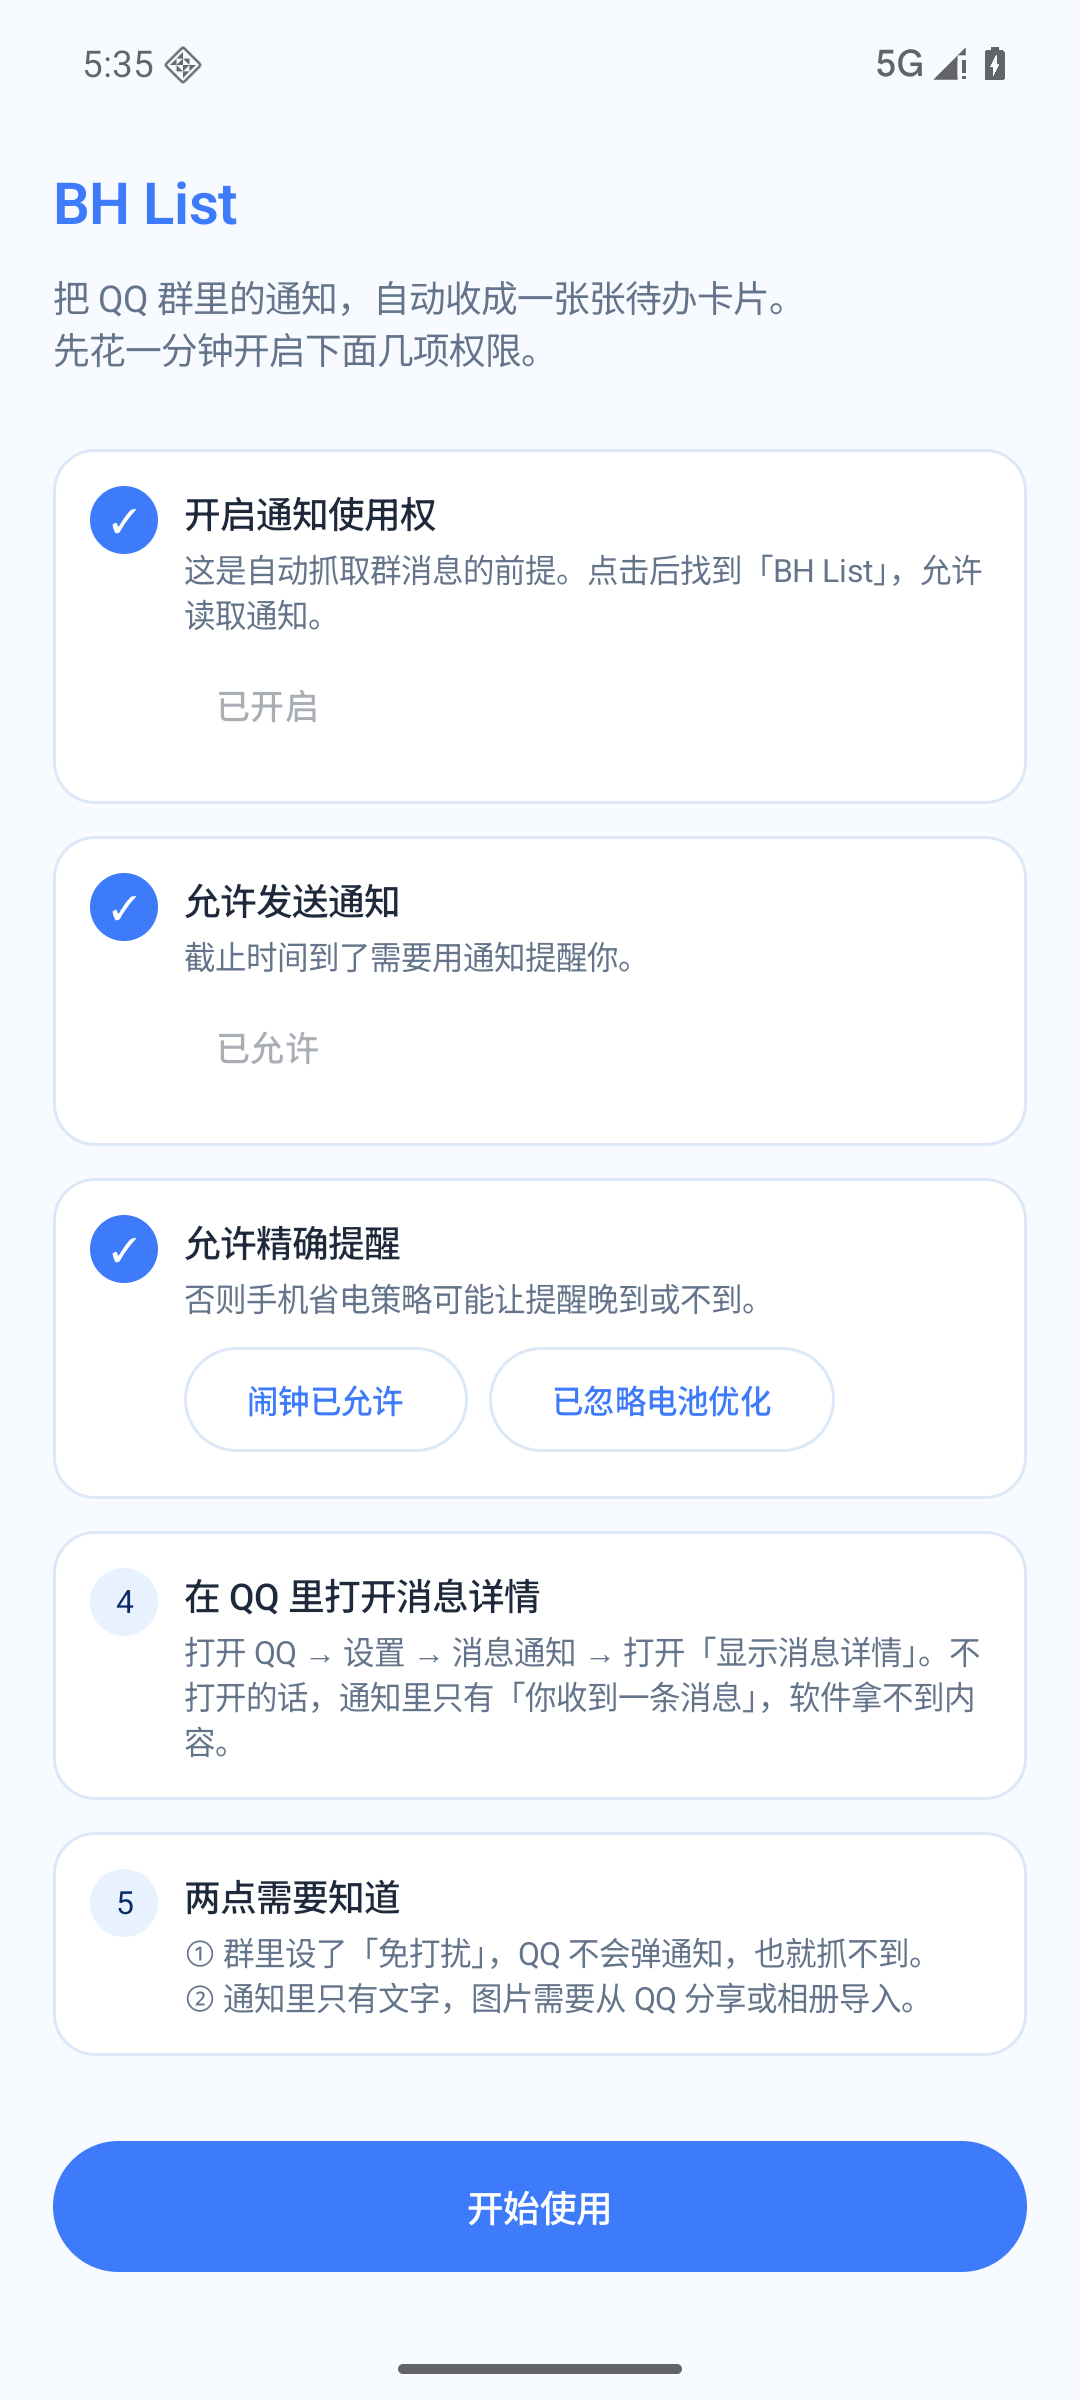 5:35
5G
BH List
把 QQ 群里的通知，自动收成一张张待办卡片。
先花一分钟开启下面几项权限。
✓ 开启通知使用权
这是自动抓取群消息的前提。点击后找到「BH List」，允许
读取通知。
已开启
✓ 允许发送通知
截止时间到了需要用通知提醒你。
已允许
✓ 允许精确提醒
否则手机省电策略可能让提醒晚到或不到。
闹钟已允许
已忽略电池优化
4 在 QQ 里打开消息详情
打开 QQ → 设置 → 消息通知 → 打开「显示消息详情」。不
打开的话，通知里只有「你收到一条消息」，软件拿不到内
容。
5 两点需要知道
① 群里设了「免打扰」，QQ 不会弹通知，也就抓不到。
② 通知里只有文字，图片需要从 QQ 分享或相册导入。
开始使用